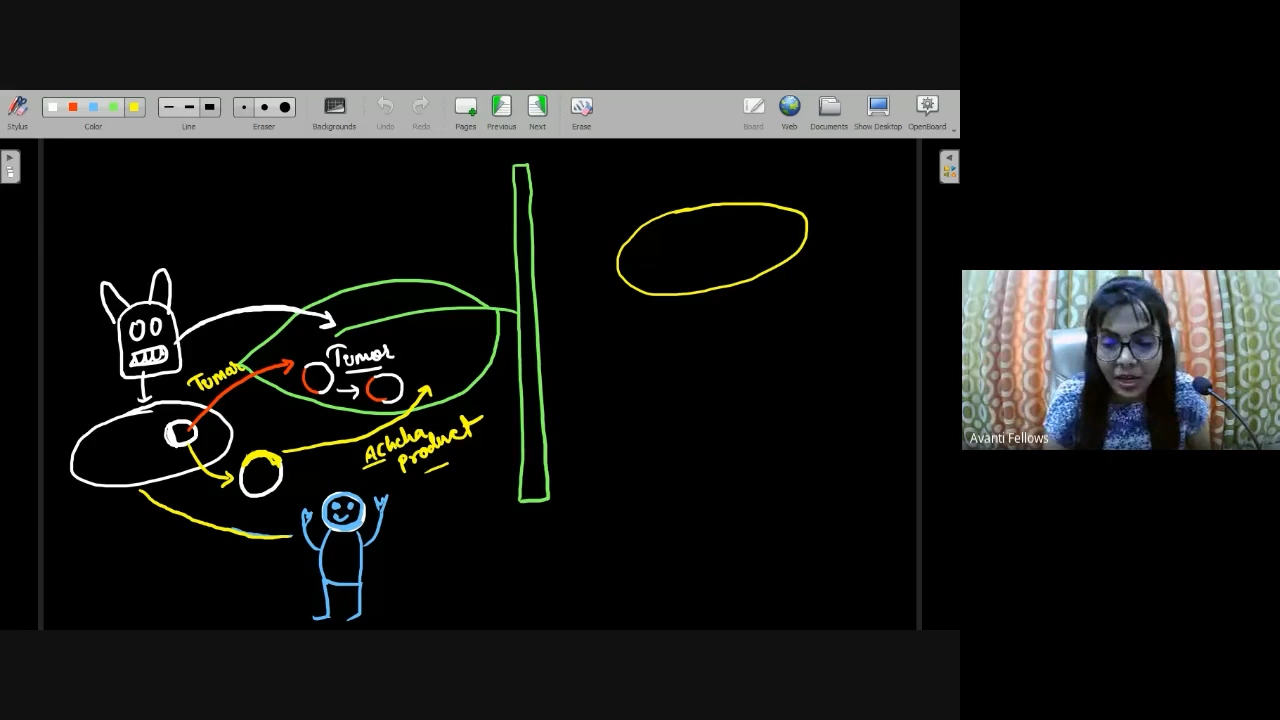 Stylus
Color
Line
Eraser
Backgrounds
Undo
Redo
Pages
Previous
Next
Erase
Board
Web
Documents
Show Desktop
OpenBoard
Tumor
Tumor
Achcha
product
Avanti Fellows